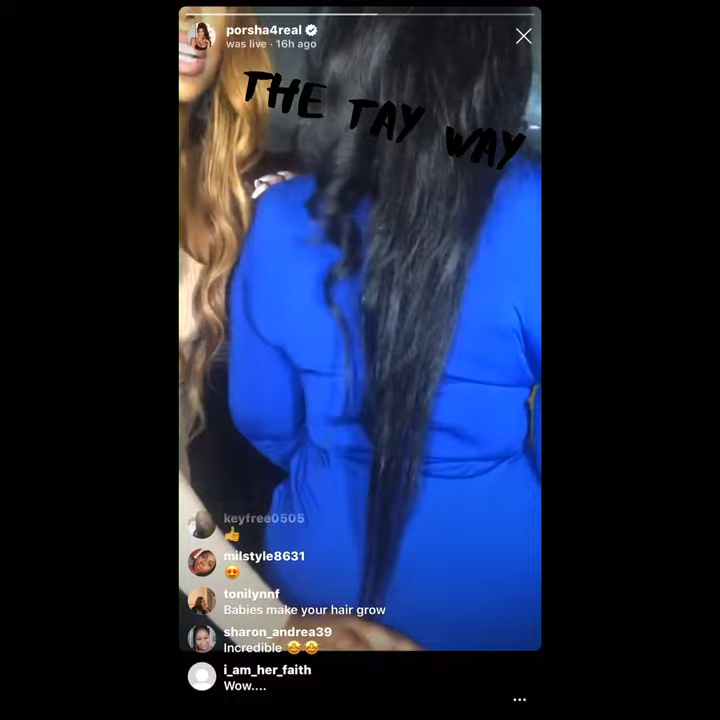 porsha4real
was live · 16h ago
THE TAY WAY
keyfree0505
👍
milstyle8631
😍
tonilynnf
Babies make your hair grow
sharon_andrea39
Incredible 🤩🤩
i_am_her_faith
Wow....